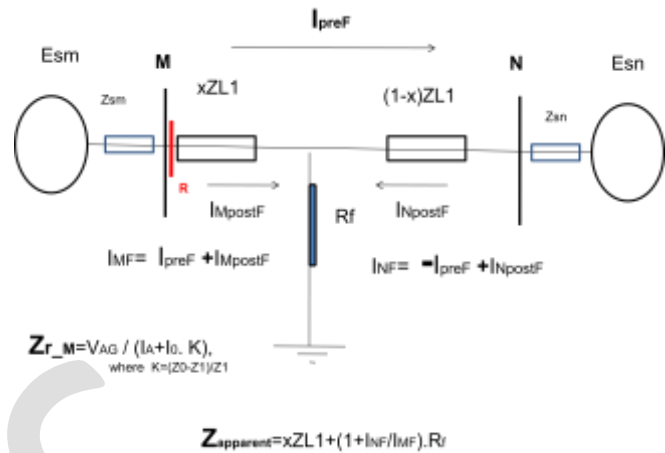 IpreF
Esm
M
N
Esn
Zsm
xZL1
(1-x)ZL1
Zsn
R
IMpostF
Rf
INpostF
IMF= IpreF +IMpostF
INF= -IpreF +INpostF
Zr_M=VAG / (IA+I0. K),
where K=(Z0-Z1)/Z1
Zapparent=xZL1+(1+INF/IMF).Rf